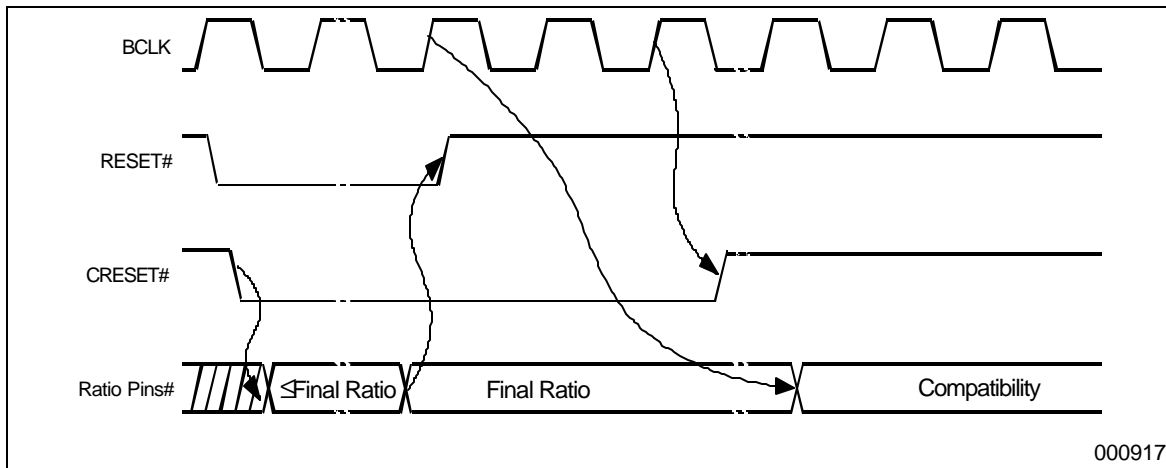 BCLK
RESET#
CRESET#
Ratio Pins#
≤Final Ratio
Final Ratio
Compatibility
000917